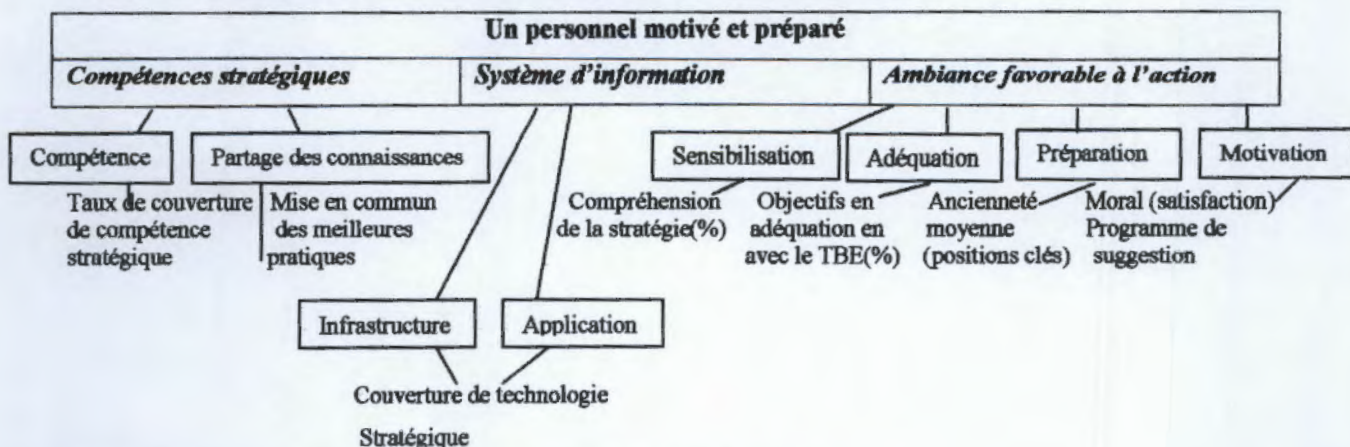 Un personnel motivé et préparé
Compétences stratégiques
Système d'information
Ambiance favorable à l'action
Compétence
Partage des connaissances
Sensibilisation
Adéquation
Préparation
Motivation
Taux de couverture
de compétence
stratégique
Mise en commun
des meilleures
pratiques
Compréhension
de la stratégie(%)
Objectifs en
adéquation en
avec le TBE(%)
Ancienneté
moyenne
(positions clés)
Moral (satisfaction)
Programme de
suggestion
Infrastructure
Application
Couverture de technologie
Stratégique